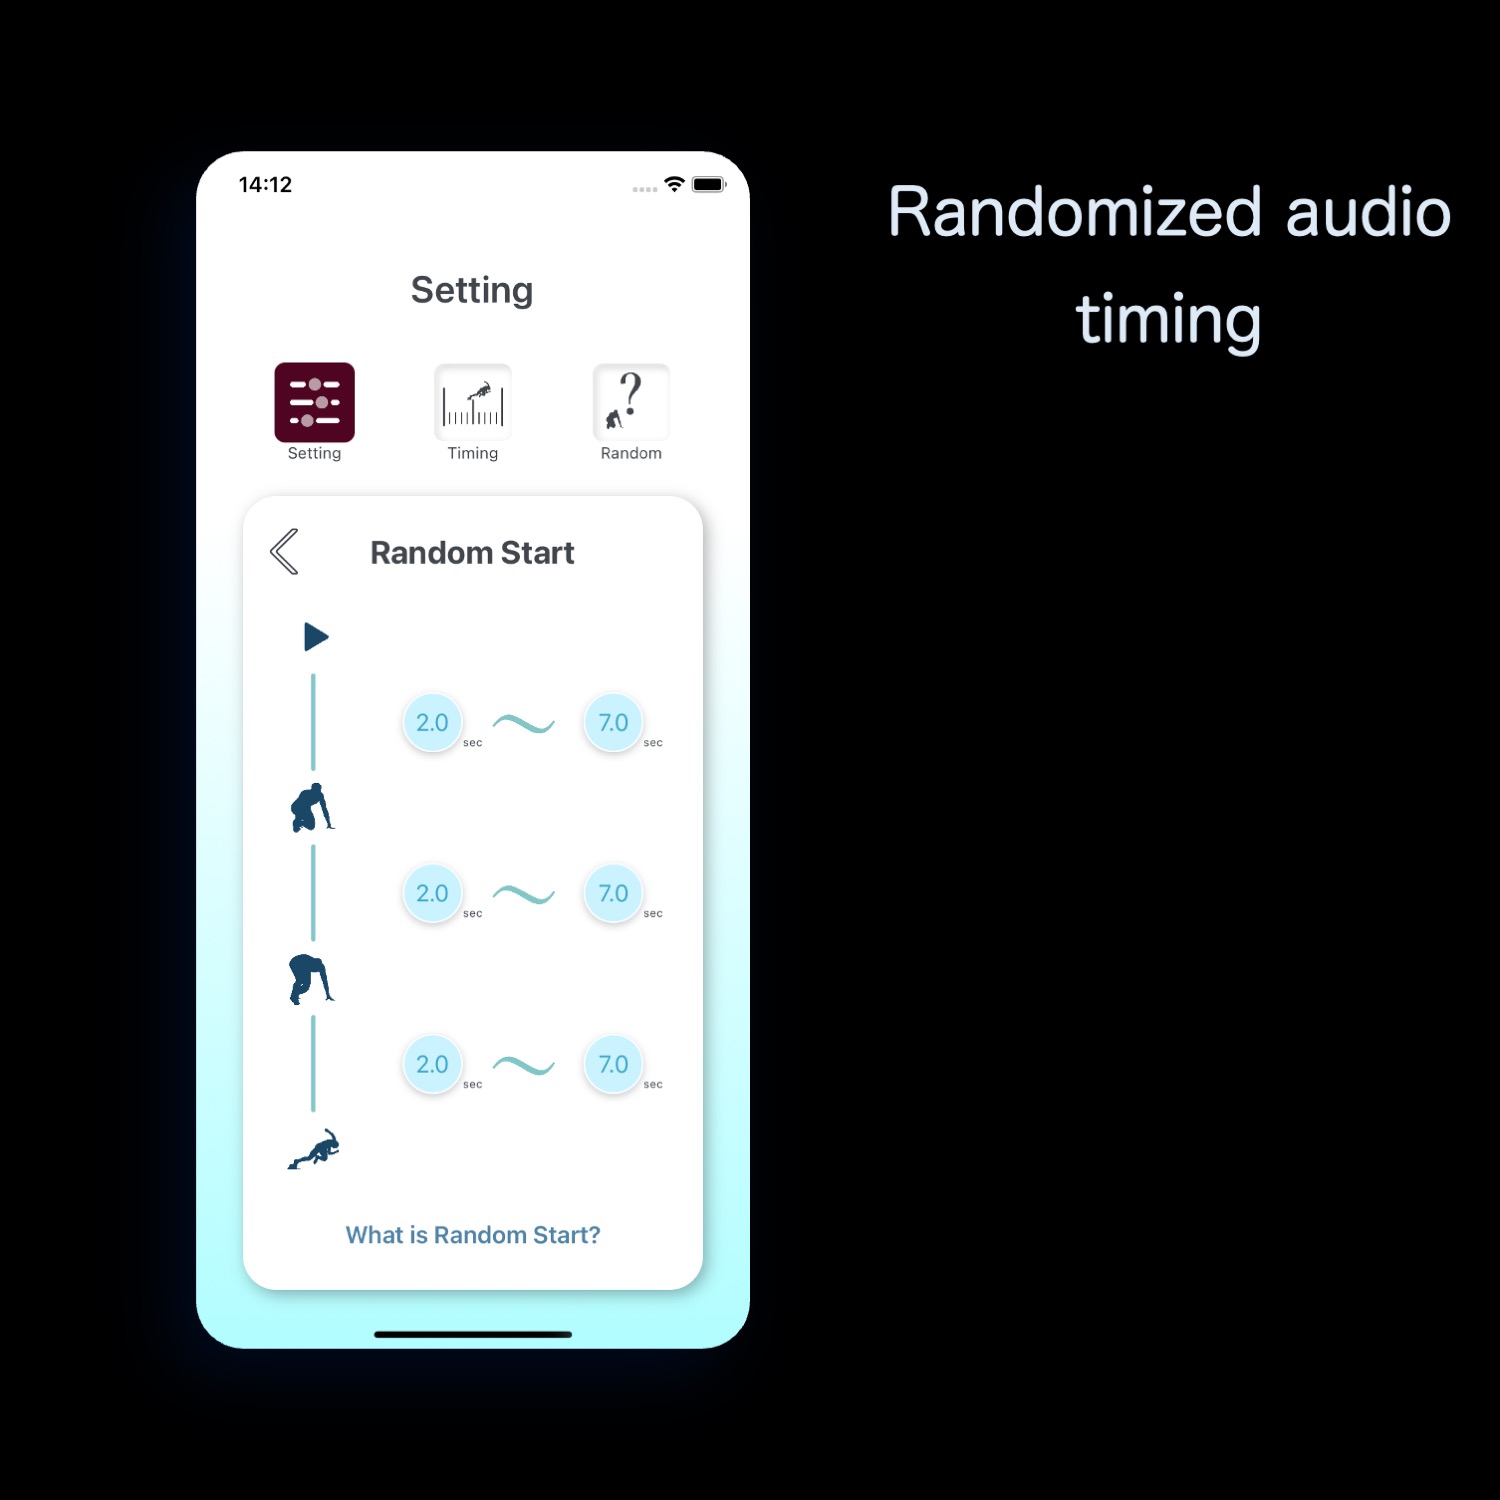 14:12
Randomized audio
timing
Setting
?
Setting
Timing
Random
Random Start
2.0 sec 7.0 sec
2.0 sec 7.0 sec
2.0 sec 7.0 sec
What is Random Start?